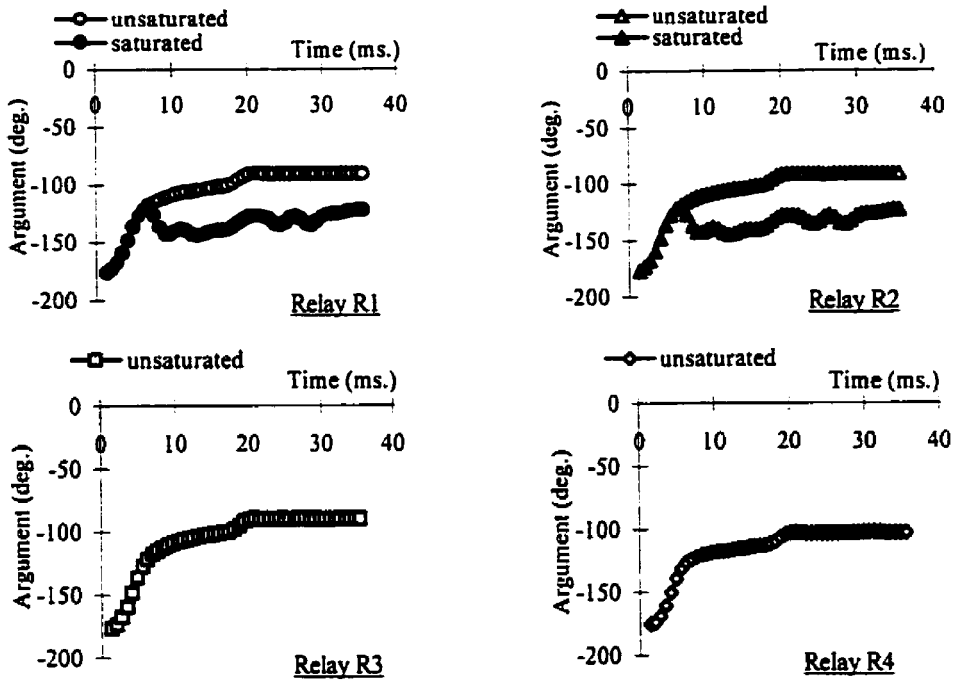 unsaturated
saturated
Time (ms.)
0
0 10 20 30 40
-50
-100
-150
-200
Argument (deg.)
Relay R1
unsaturated
saturated
Time (ms.)
0
0 10 20 30 40
-50
-100
-150
-200
Argument (deg.)
Relay R2
unsaturated
Time (ms.)
0
0 10 20 30 40
-50
-100
-150
-200
Argument (deg.)
Relay R3
unsaturated
Time (ms.)
0
0 10 20 30 40
-50
-100
-150
-200
Argument (deg.)
Relay R4